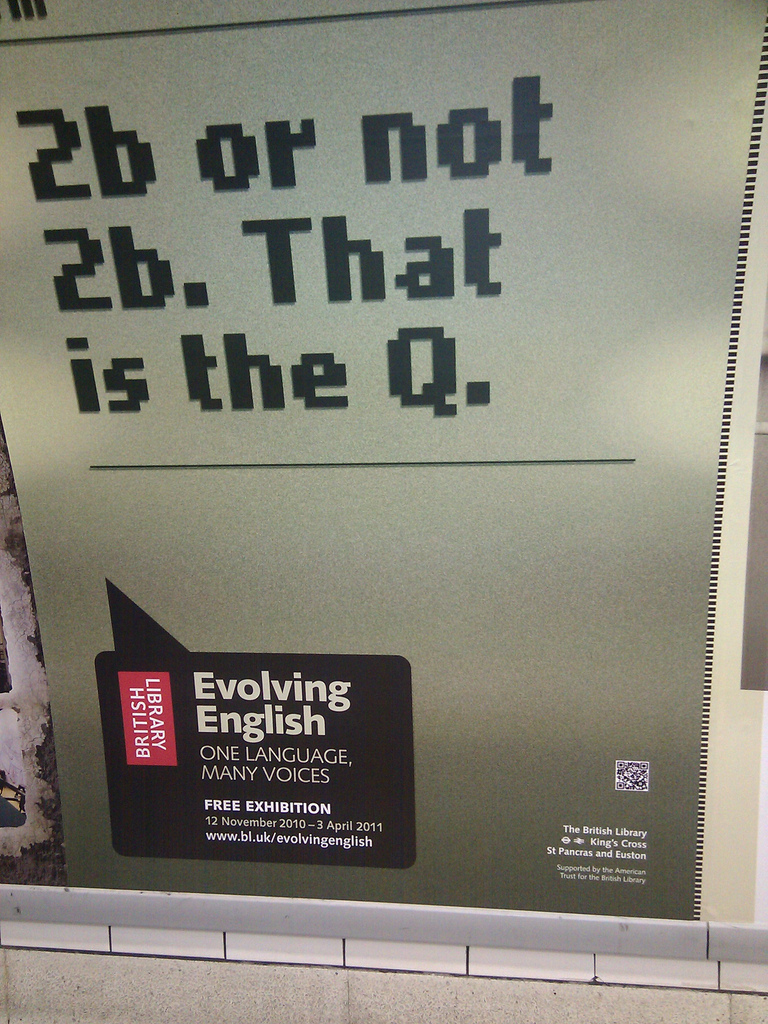 2b or not
2b. That
is the Q.
BRITISH
LIBRARY
Evolving
English
ONE LANGUAGE,
MANY VOICES
FREE EXHIBITION
12 November 2010 – 3 April 2011
www.bl.uk/evolvingenglish
The British Library
King's Cross
St Pancras and Euston
Supported by the American
Trust for the British Library